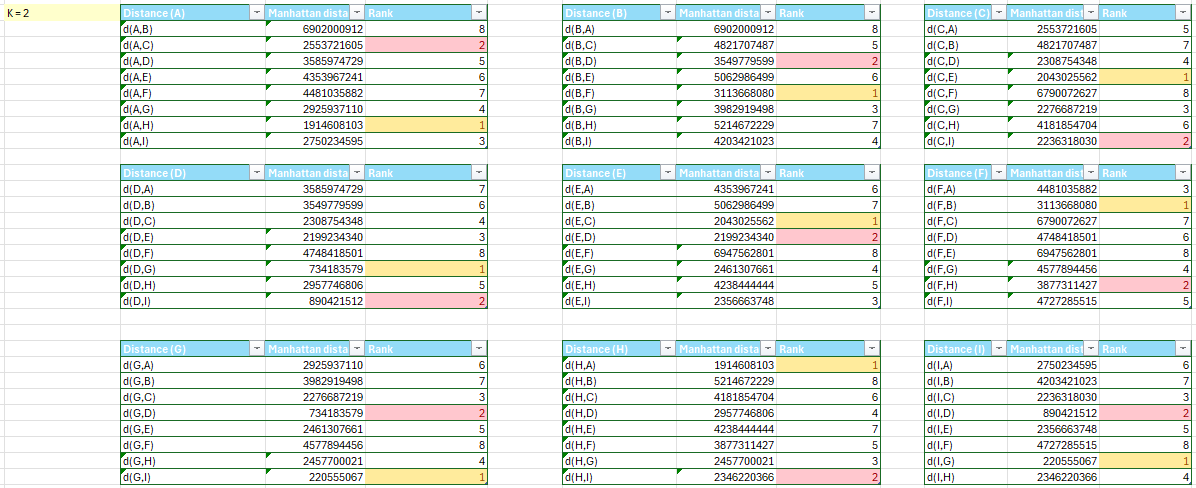 K = 2
Distance (A) Manhattan dista Rank
d(A,B) 6902000912 8
d(A,C) 2553721605 2
d(A,D) 3585974729 5
d(A,E) 4353967241 6
d(A,F) 4481035882 7
d(A,G) 2925937110 4
d(A,H) 1914608103 1
d(A,I) 2750234595 3
Distance (B) Manhattan dista Rank
d(B,A) 6902000912 8
d(B,C) 4821707487 5
d(B,D) 3549779599 2
d(B,E) 5062986499 6
d(B,F) 3113668080 1
d(B,G) 3982919498 3
d(B,H) 5214672229 7
d(B,I) 4203421023 4
Distance (C) Manhattan dist Rank
d(C,A) 2553721605 5
d(C,B) 4821707487 7
d(C,D) 2308754348 4
d(C,E) 2043025562 1
d(C,F) 6790072627 8
d(C,G) 2276687219 3
d(C,H) 4181854704 6
d(C,I) 2236318030 2
Distance (D) Manhattan dista Rank
d(D,A) 3585974729 7
d(D,B) 3549779599 6
d(D,C) 2308754348 4
d(D,E) 2199234340 3
d(D,F) 4748418501 8
d(D,G) 734183579 1
d(D,H) 2957746806 5
d(D,I) 890421512 2
Distance (E) Manhattan dista Rank
d(E,A) 4353967241 6
d(E,B) 5062986499 7
d(E,C) 2043025562 1
d(E,D) 2199234340 2
d(E,F) 6947562801 8
d(E,G) 2461307661 4
d(E,H) 4238444444 5
d(E,I) 2356663748 3
Distance (F) Manhattan dist Rank
d(F,A) 4481035882 3
d(F,B) 3113668080 1
d(F,C) 6790072627 7
d(F,D) 4748418501 6
d(F,E) 6947562801 8
d(F,G) 4577894456 4
d(F,H) 3877311427 2
d(F,I) 4727285515 5
Distance (G) Manhattan dista Rank
d(G,A) 2925937110 6
d(G,B) 3982919498 7
d(G,C) 2276687219 3
d(G,D) 734183579 2
d(G,E) 2461307661 5
d(G,F) 4577894456 8
d(G,H) 2457700021 4
d(G,I) 220555067 1
Distance (H) Manhattan dista Rank
d(H,A) 1914608103 1
d(H,B) 5214672229 8
d(H,C) 4181854704 6
d(H,D) 2957746806 4
d(H,E) 4238444444 7
d(H,F) 3877311427 5
d(H,G) 2457700021 3
d(H,I) 2346220366 2
Distance (I) Manhattan dist Rank
d(I,A) 2750234595 6
d(I,B) 4203421023 7
d(I,C) 2236318030 3
d(I,D) 890421512 2
d(I,E) 2356663748 5
d(I,F) 4727285515 8
d(I,G) 220555067 1
d(I,H) 2346220366 4